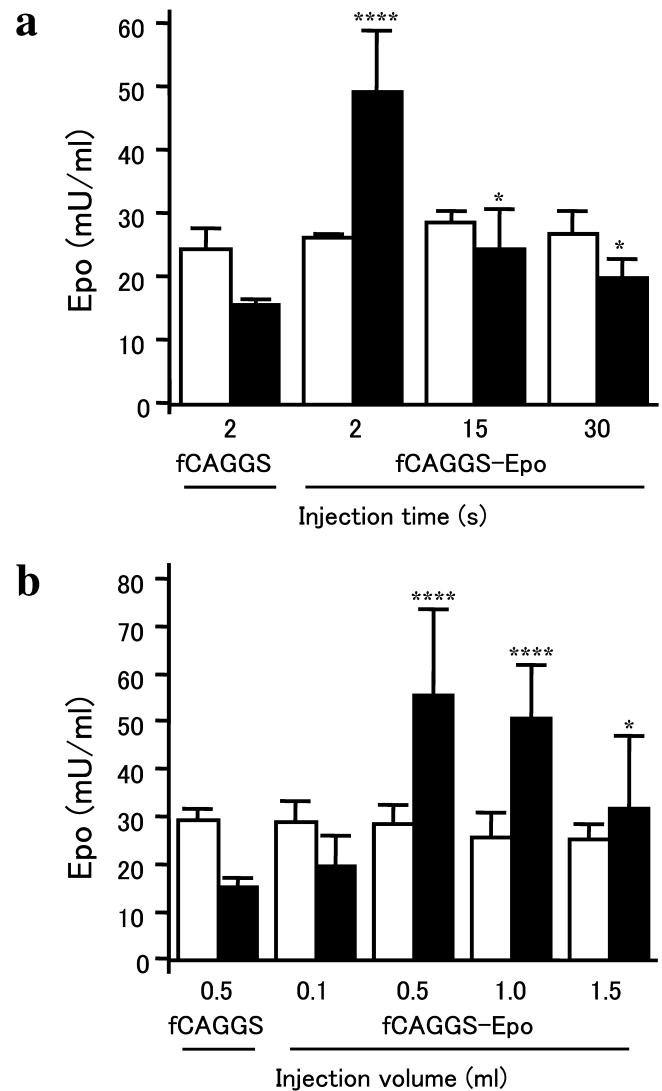 a
Epo (mU/ml)
60
50
40
30
20
10
0
****
*
*
2 2 15 30
fCAGGS fCAGGS-Epo
Injection time (s)
b
Epo (mU/ml)
80
70
60
50
40
30
20
10
0
****
****
*
0.5 0.1 0.5 1.0 1.5
fCAGGS fCAGGS-Epo
Injection volume (ml)